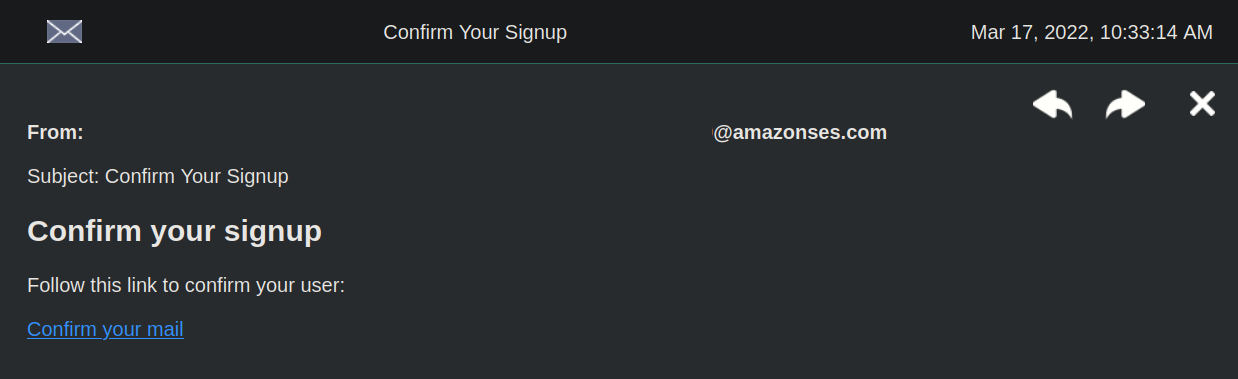 Confirm Your Signup
Mar 17, 2022, 10:33:14 AM
From: @amazonses.com
Subject: Confirm Your Signup
Confirm your signup
Follow this link to confirm your user:
Confirm your mail